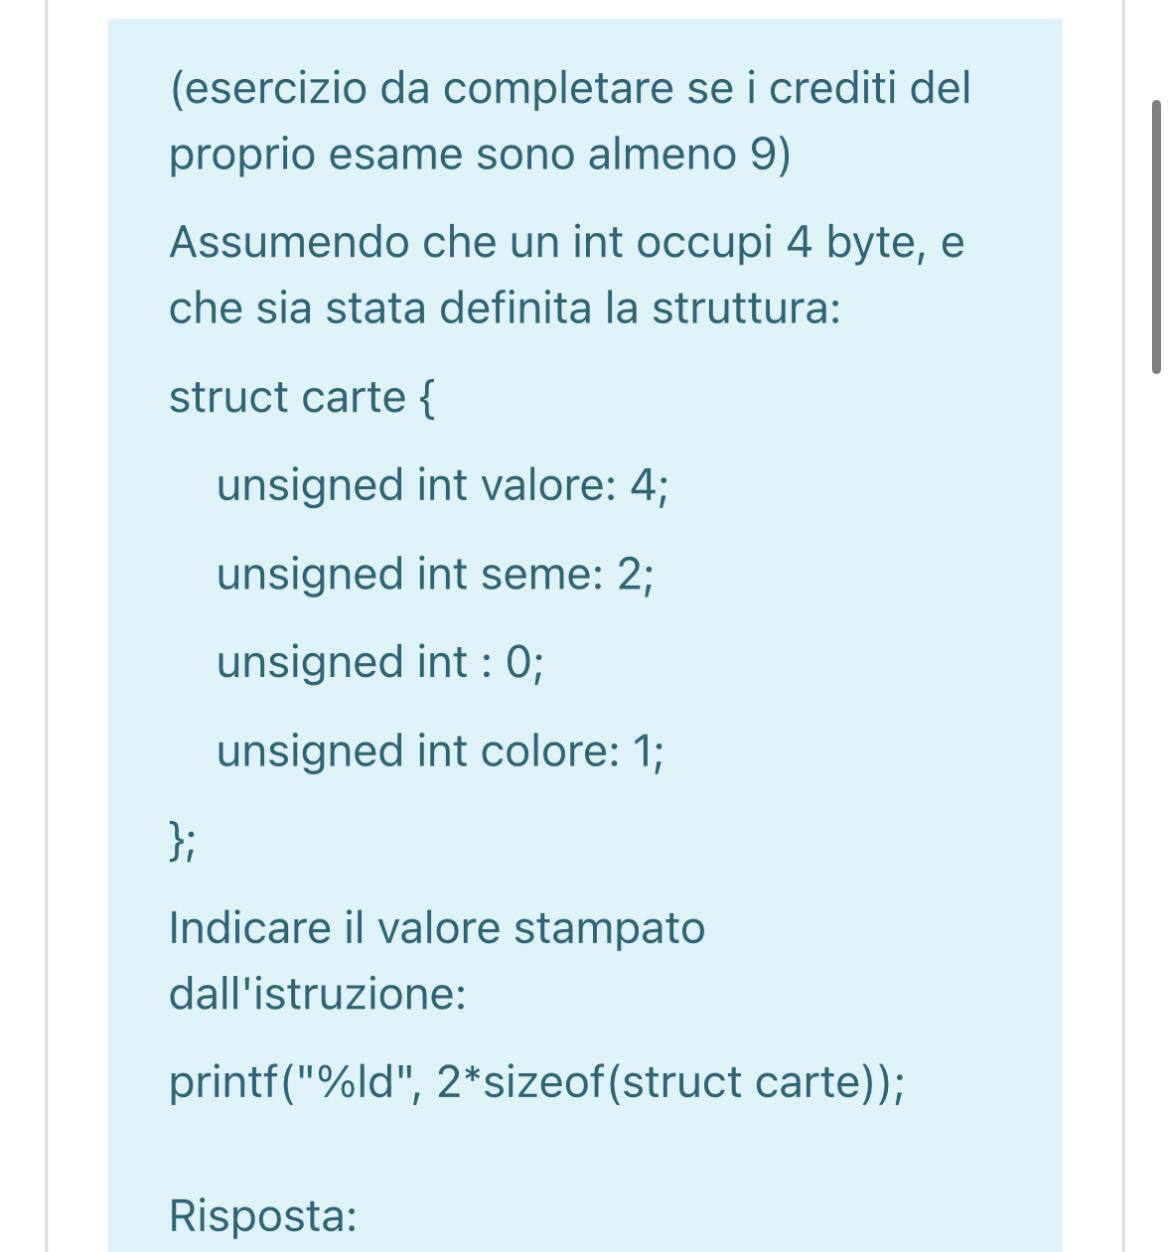 (esercizio da completare se i crediti del
proprio esame sono almeno 9)
Assumendo che un int occupi 4 byte, e
che sia stata definita la struttura:
struct carte {
unsigned int valore: 4;
unsigned int seme: 2;
unsigned int : 0;
unsigned int colore: 1;
};
Indicare il valore stampato
dall'istruzione:
printf("%ld", 2*sizeof(struct carte));
Risposta: